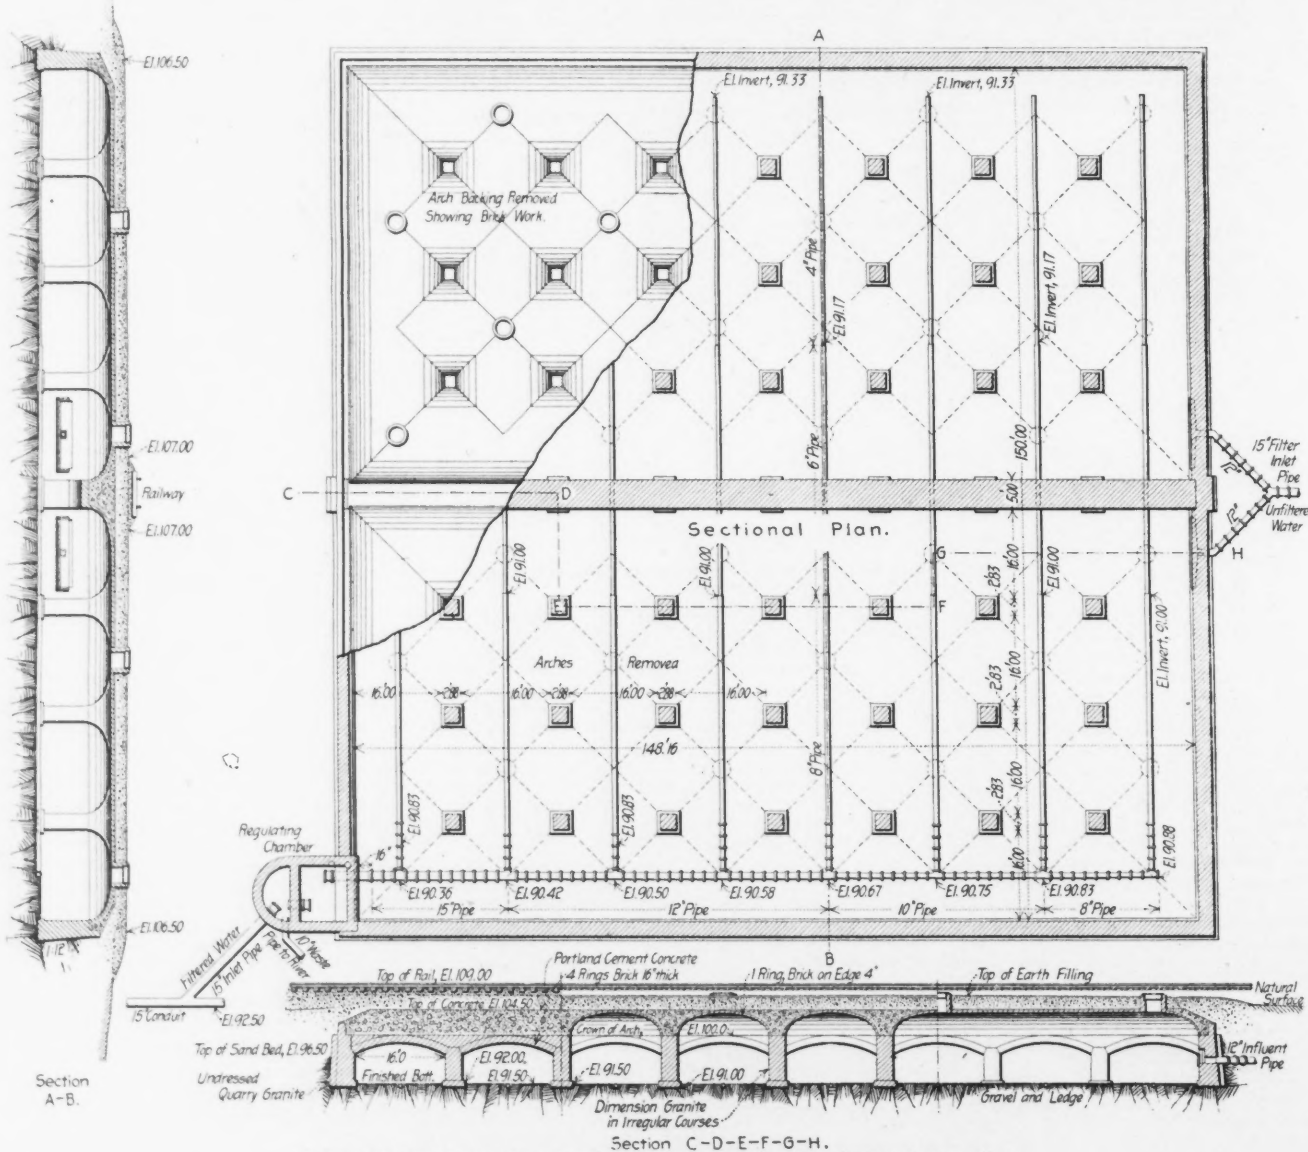 A
El.106.50
El.Invert, 91.33
El.Invert, 91.33
Arch Backing Removed
Showing Brick Work.
4" Pipe
El.91.17
El.Invert, 91.17
6" Pipe
150.00
5.00
El.107.00
Railway
El.107.00
15" Filter
Inlet
Pipe
12"
12"
Unfiltere
Water
C
D
Sectional Plan.
G
H
El.91.00
El.91.00
16.00
2.83
El.91.00
E
F
16.00
El.Invert, 91.00
Arches Removed
16.00
2.83
16'.00
2.88
16.00
2.88
16.00
2.88
16.00
148.16
8" Pipe
16.00
2.83
El.90.83
El.90.83
16.00
El.90.88
Regulating
Chamber
16"
El.90.36
El.90.42
El.90.50
El.90.58
El.90.67
El.90.75
El.90.83
15" Pipe
12" Pipe
10" Pipe
8" Pipe
El.106.50
1-12"
Filtered Water
15" Inlet Pipe
10" Waste
Pipe to River
15" Conduit
El.92.50
B
Portland Cement Concrete
4 Rings Brick 16" thick
1 Ring, Brick on Edge 4"
Top of Earth Filling
Top of Rail, El.109.00
Natural
Surface
Top of Concrete, El.104.50
Crown of Arch,
El.100.0
Top of Sand Bed, El.96.50
16'.0
El.92.00.
12" Influent
Pipe
Undressed
Quarry Granite
Finished Bott.
El.91.50
El.91.50
El.91.00
Gravel and Ledge
Dimension Granite
in Irregular Courses
Section
A-B.
Section C-D-E-F-G-H.